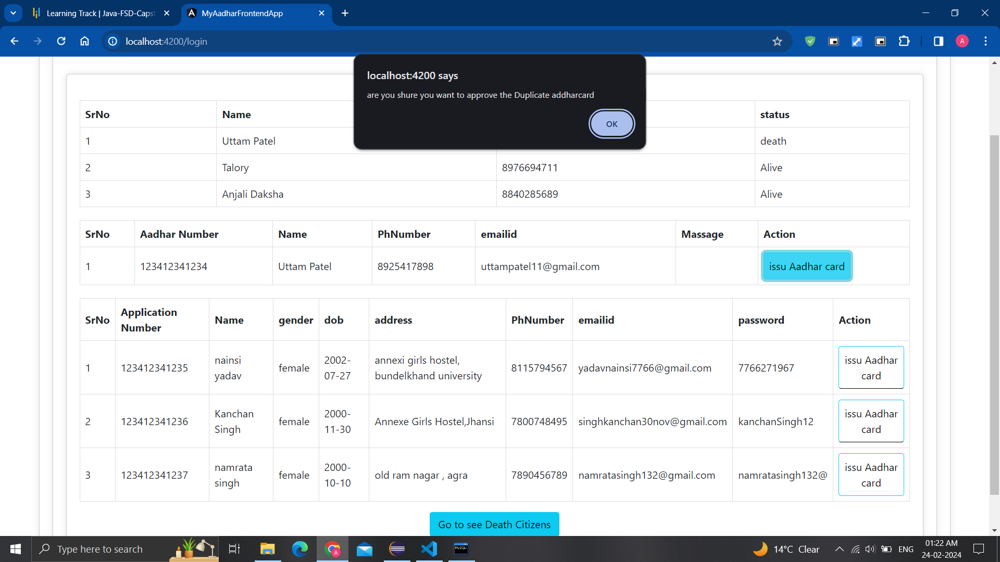 Learning Track | Java-FSD-Capst
MyAadharFrontendApp
localhost:4200/login
A
localhost:4200 says
are you shure you want to approve the Duplicate addharcard
OK
SrNo Name status
1 Uttam Patel death
2 Talory 8976694711 Alive
3 Anjali Daksha 8840285689 Alive
SrNo Aadhar Number Name PhNumber emailid Massage Action
1 123412341234 Uttam Patel 8925417898 uttampatel11@gmail.com issu Aadhar card
SrNo Application Number Name gender dob address PhNumber emailid password Action
1 123412341235 nainsi yadav female 2002-07-27 annexi girls hostel, bundelkhand university 8115794567 yadavnainsi7766@gmail.com 7766271967 issu Aadhar card
2 123412341236 Kanchan Singh female 2000-11-30 Annexe Girls Hostel,Jhansi 7800748495 singhkanchan30nov@gmail.com kanchanSingh12 issu Aadhar card
3 123412341237 namrata singh female 2000-10-10 old ram nagar , agra 7890456789 namratasingh132@gmail.com namratasingh132@ issu Aadhar card
Go to see Death Citizens
Type here to search
A
MySQL
14°C Clear
ENG
01:22 AM
24-02-2024